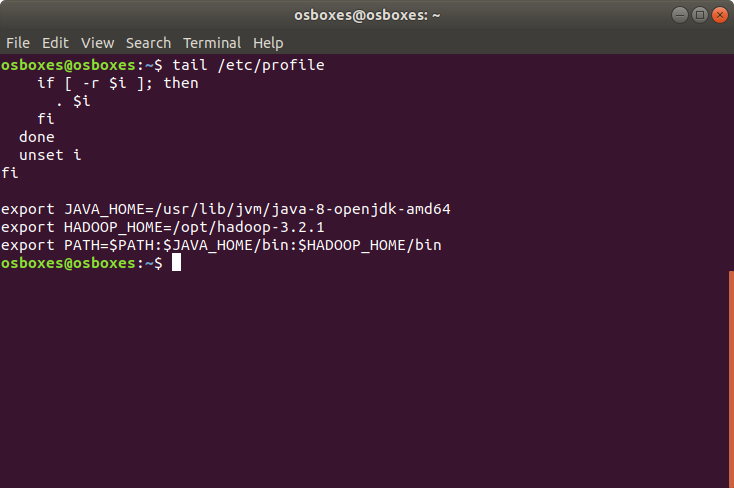 osboxes@osboxes: ~
File Edit View Search Terminal Help
osboxes@osboxes:~$ tail /etc/profile
    if [ -r $i ]; then
      . $i
    fi
  done
  unset i
fi

export JAVA_HOME=/usr/lib/jvm/java-8-openjdk-amd64
export HADOOP_HOME=/opt/hadoop-3.2.1
export PATH=$PATH:$JAVA_HOME/bin:$HADOOP_HOME/bin
osboxes@osboxes:~$